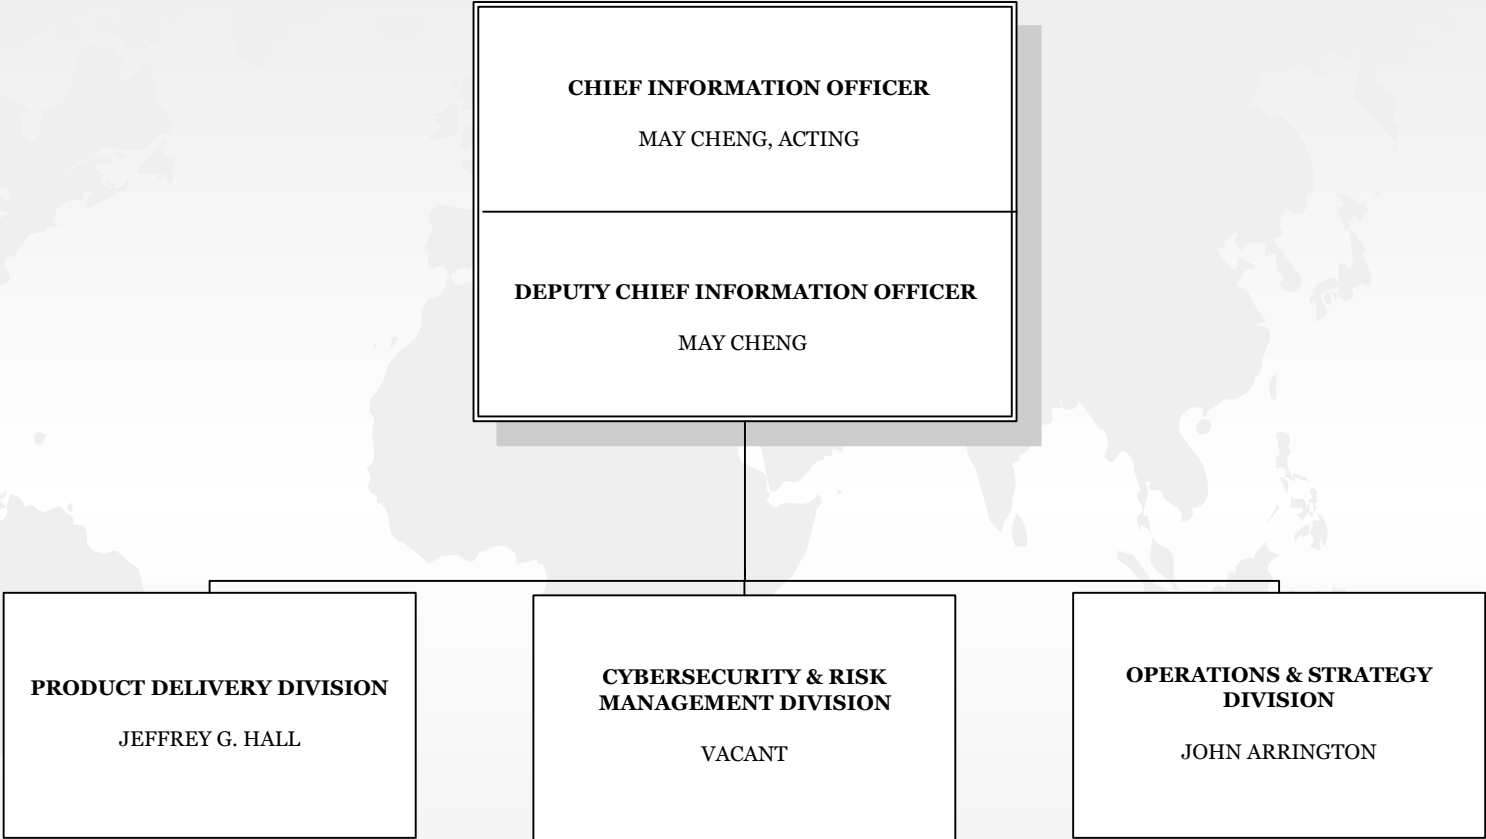 CHIEF INFORMATION OFFICER
MAY CHENG, ACTING
DEPUTY CHIEF INFORMATION OFFICER
MAY CHENG
PRODUCT DELIVERY DIVISION
JEFFREY G. HALL
CYBERSECURITY & RISK
MANAGEMENT DIVISION
VACANT
OPERATIONS & STRATEGY
DIVISION
JOHN ARRINGTON